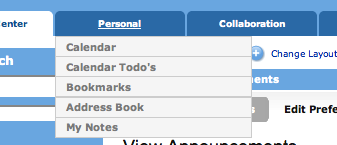 enter Personal Collaboration
ch
Calendar
Change Layout
Calendar Todo's
ments
Bookmarks
Address Book
s Edit Prefe
My Notes
View Announcements